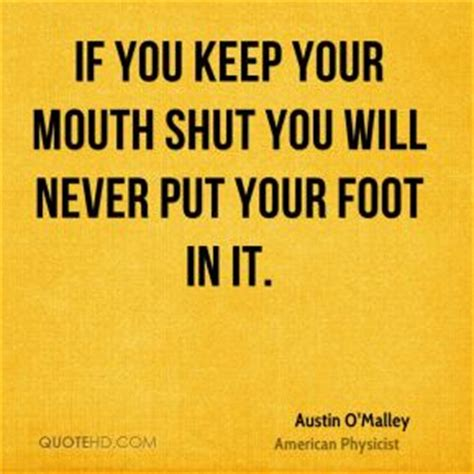 IF YOU KEEP YOUR
MOUTH SHUT YOU WILL
NEVER PUT YOUR FOOT
IN IT.
Austin O'Malley
QUOTEHD.COM
American Physicist